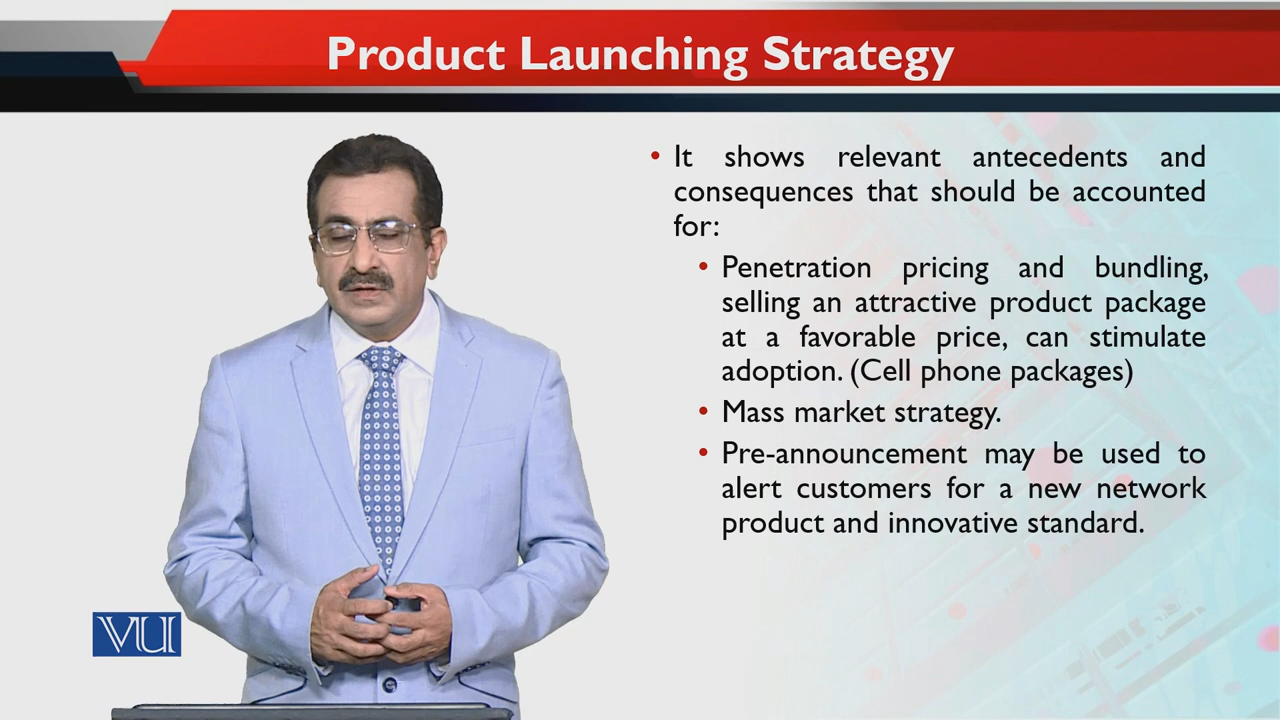 Product Launching Strategy
• It shows relevant antecedents and
consequences that should be accounted
for:
• Penetration pricing and bundling,
selling an attractive product package
at a favorable price, can stimulate
adoption. (Cell phone packages)
• Mass market strategy.
• Pre-announcement may be used to
alert customers for a new network
product and innovative standard.
VU